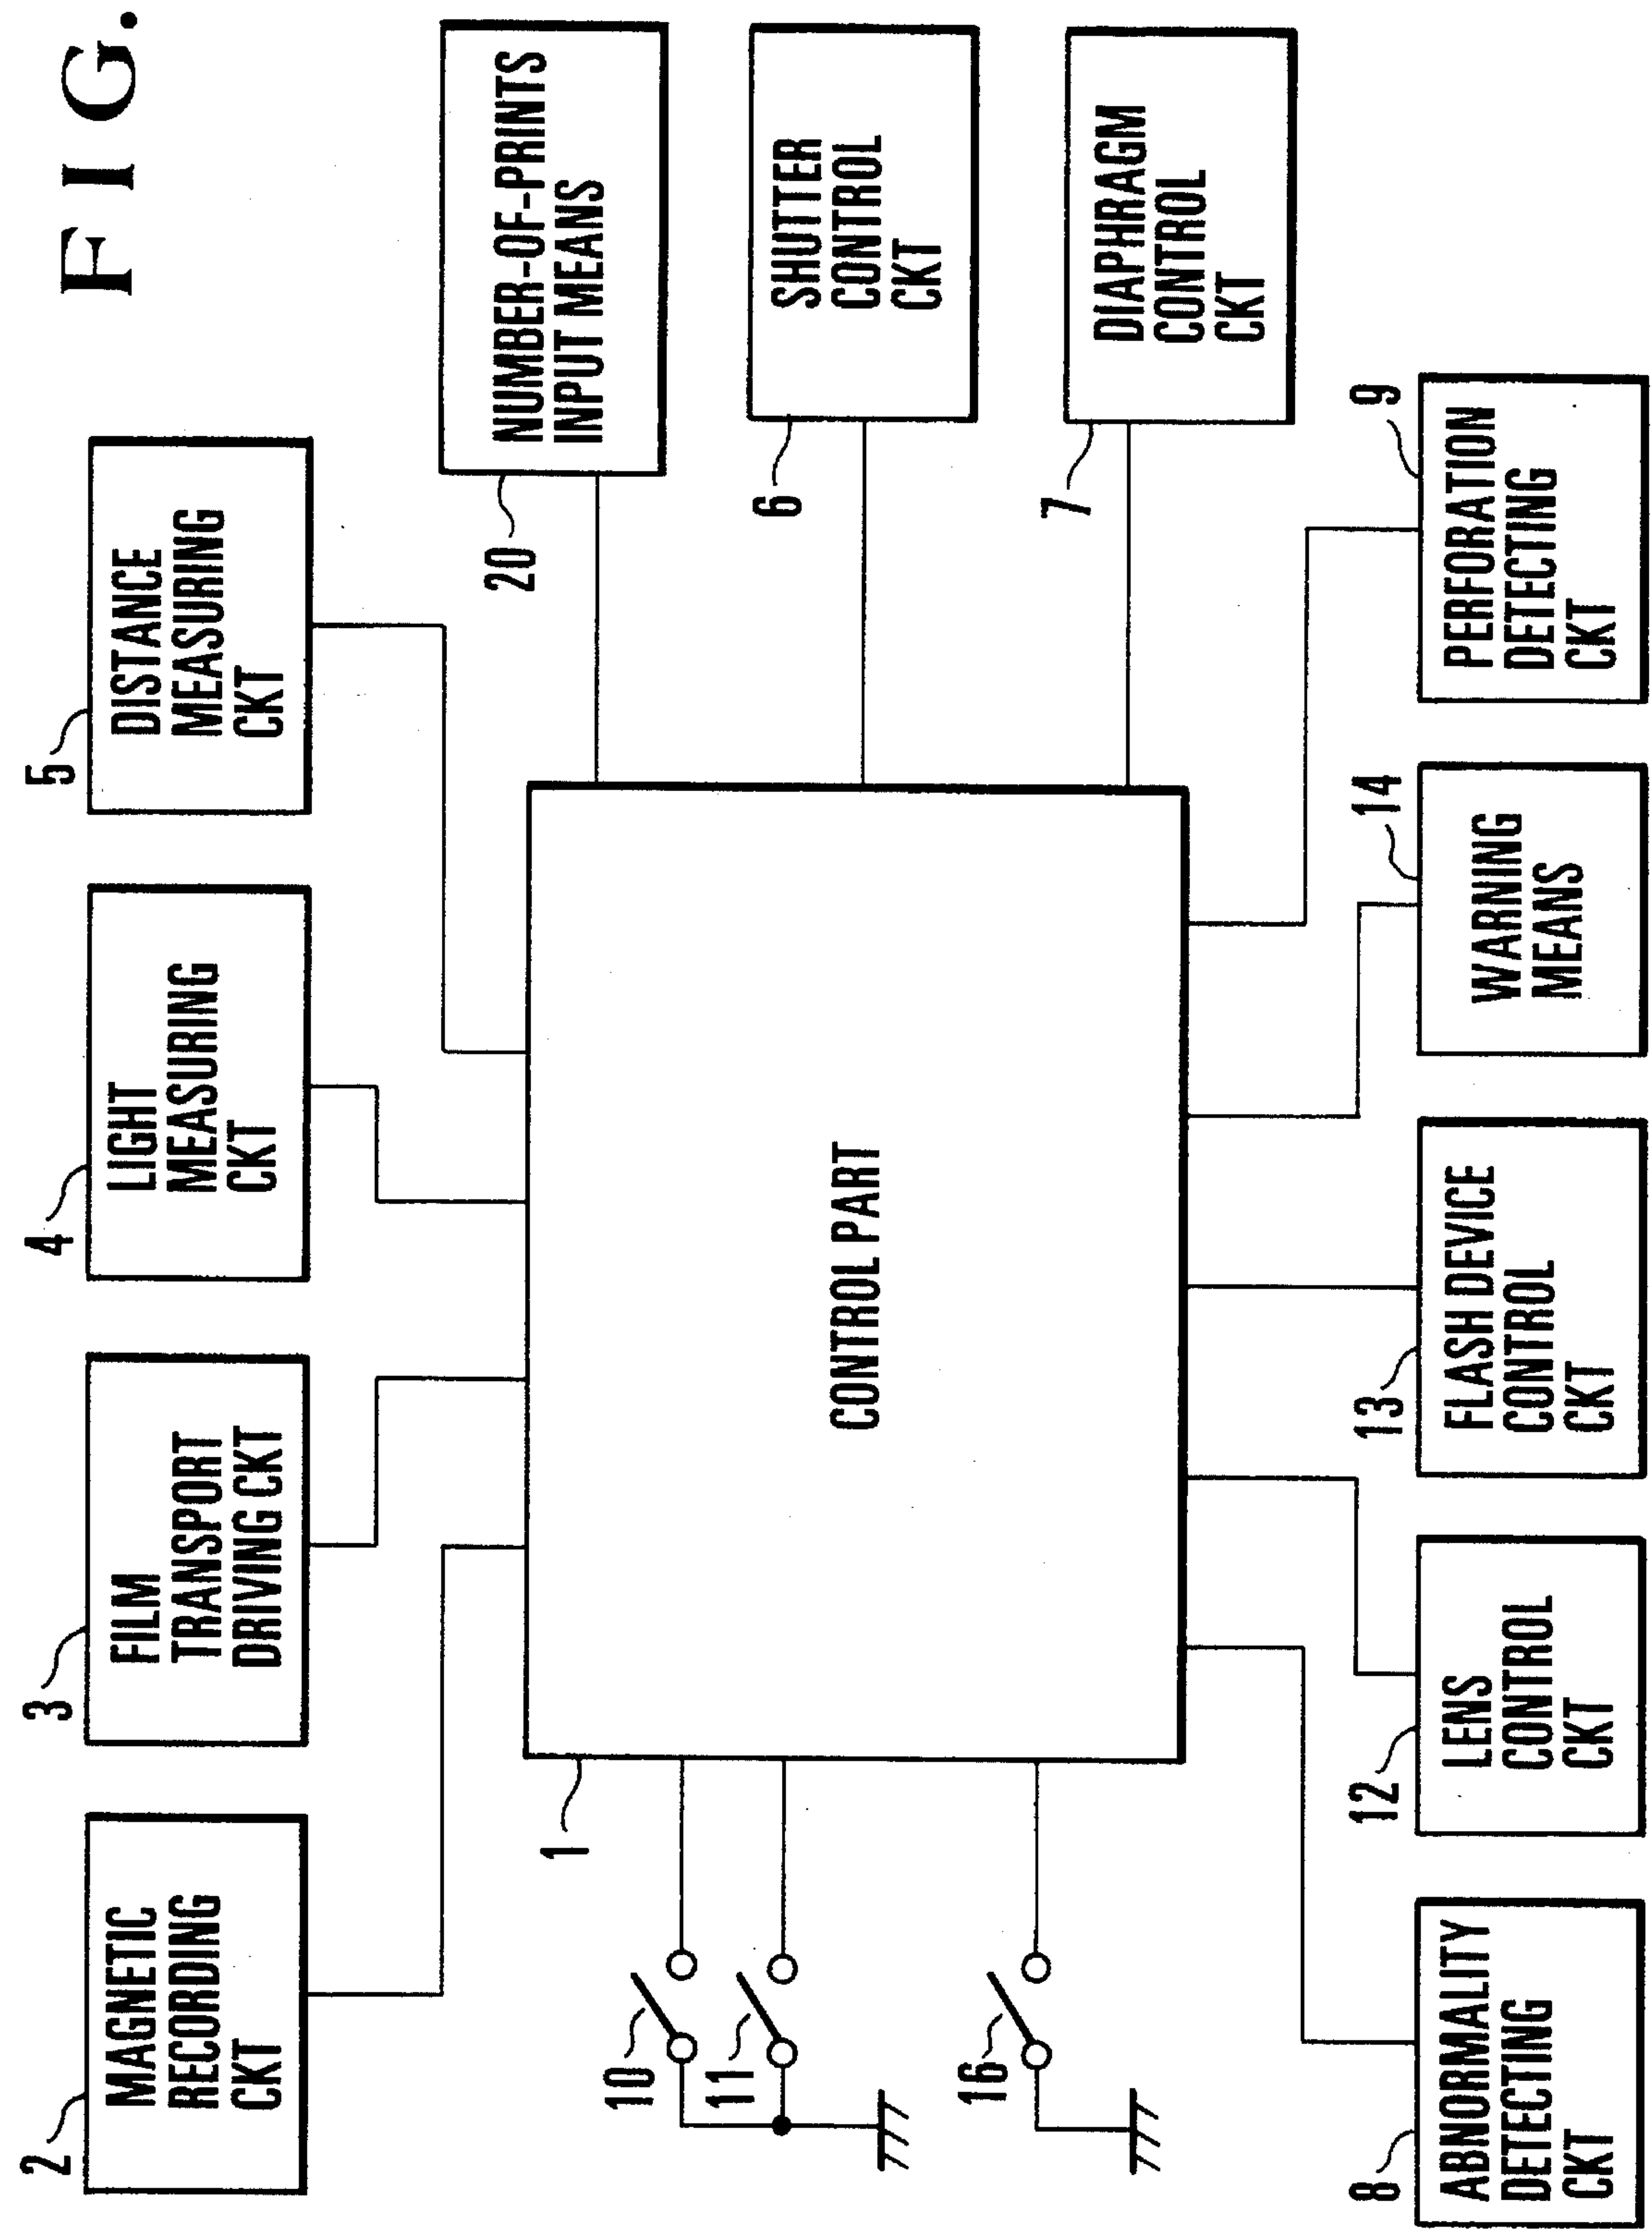 FIG.
2
MAGNETIC
RECORDING
CKT
3
FILM
TRANSPORT
DRIVING CKT
4
LIGHT
MEASURING
CKT
5
DISTANCE
MEASURING
CKT
20
NUMBER-OF-PRINTS
INPUT MEANS
6
SHUTTER
CONTROL
CKT
7
DIAPHRAGM
CONTROL
CKT
1
CONTROL PART
10
11
16
8
ABNORMALITY
DETECTING
CKT
12
LENS
CONTROL
CKT
13
FLASH DEVICE
CONTROL
CKT
14
WARNING
MEANS
9
PERFORATION
DETECTING
CKT